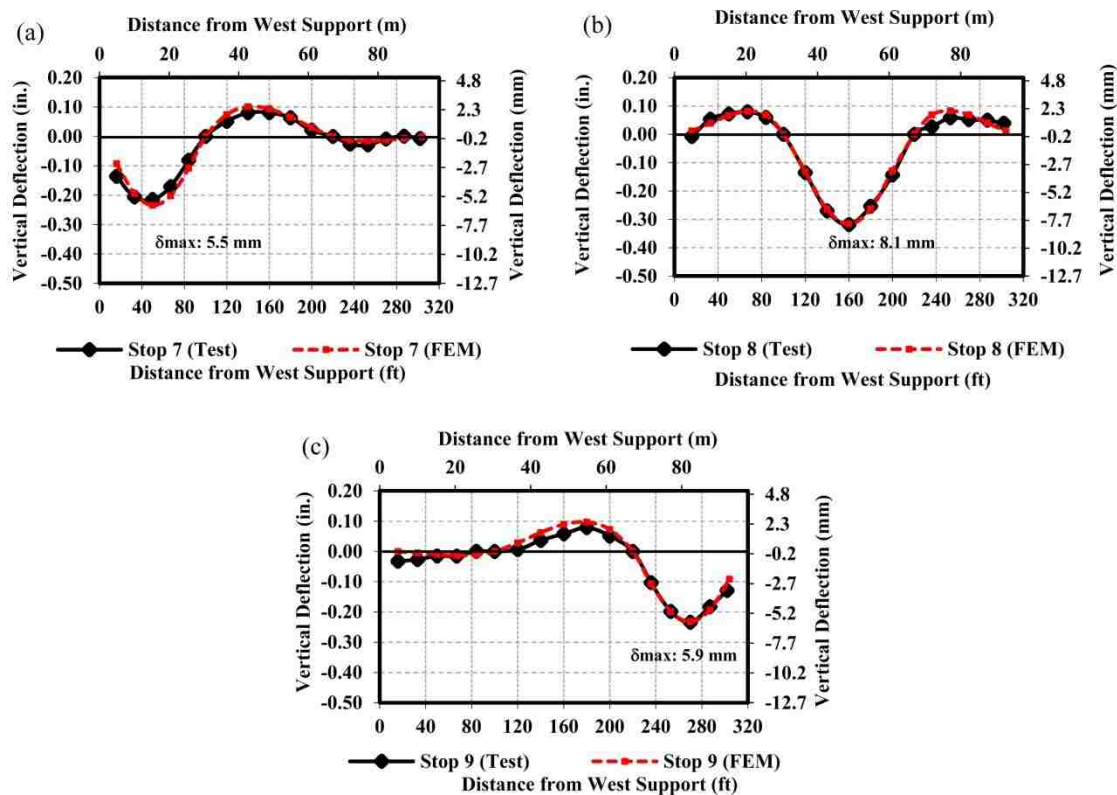 (a)
Distance from West Support (m)
0 20 40 60 80
Vertical Deflection (in.)
0.20
0.10
0.00
-0.10
-0.20
-0.30
-0.40
-0.50
4.8
2.3
-0.2
-2.7
-5.2
-7.7
-10.2
-12.7
Vertical Deflection (mm)
δmax: 5.5 mm
0 40 80 120 160 200 240 280 320
Stop 7 (Test) Stop 7 (FEM)
Distance from West Support (ft)
(b)
Distance from West Support (m)
0 20 40 60 80
Vertical Deflection (in.)
0.20
0.10
0.00
-0.10
-0.20
-0.30
-0.40
-0.50
4.8
2.3
-0.2
-2.7
-5.2
-7.7
-10.2
-12.7
Vertical Deflection (mm)
δmax: 8.1 mm
0 40 80 120 160 200 240 280 320
Stop 8 (Test) Stop 8 (FEM)
Distance from West Support (ft)
(c)
Distance from West Support (m)
0 20 40 60 80
Vertical Deflection (in.)
0.20
0.10
0.00
-0.10
-0.20
-0.30
-0.40
-0.50
4.8
2.3
-0.2
-2.7
-5.2
-7.7
-10.2
-12.7
Vertical Deflection (mm)
δmax: 5.9 mm
0 40 80 120 160 200 240 280 320
Stop 9 (Test) Stop 9 (FEM)
Distance from West Support (ft)